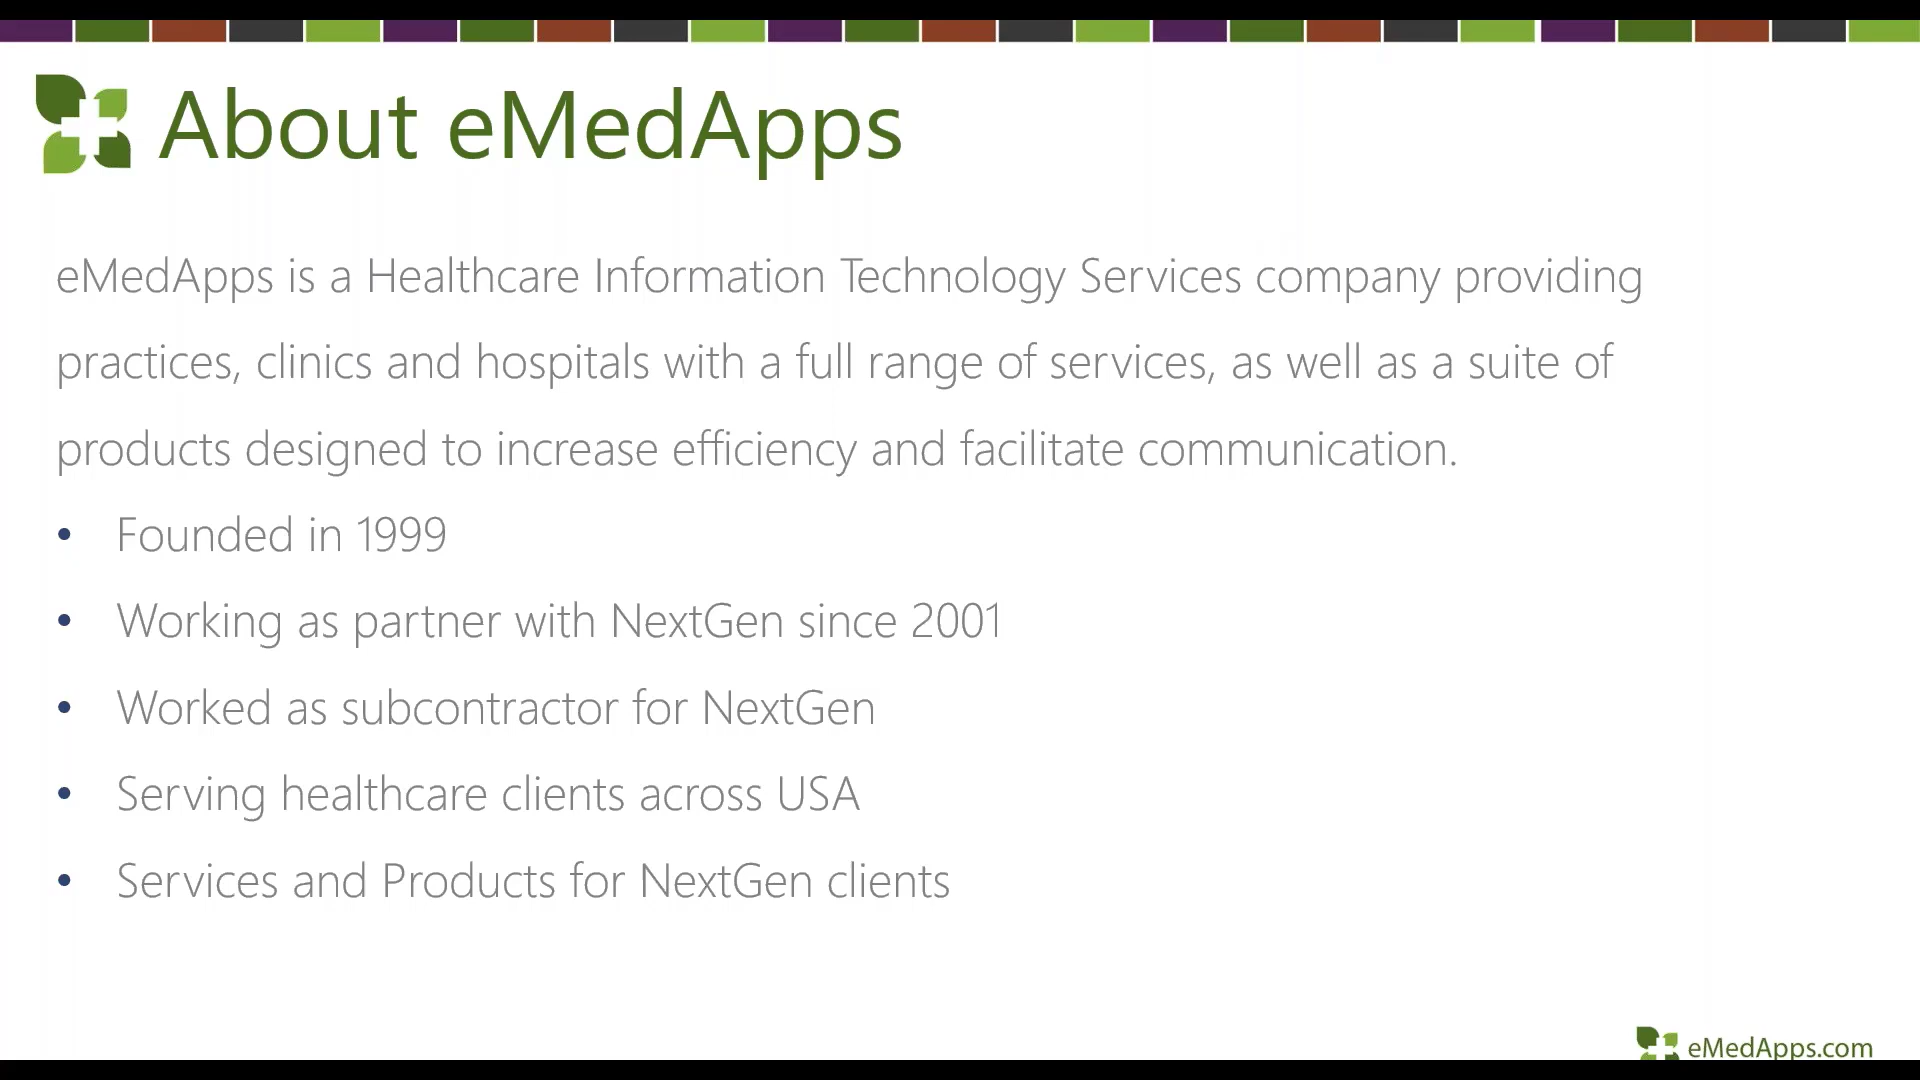 About eMedApps
eMedApps is a Healthcare Information Technology Services company providing
practices, clinics and hospitals with a full range of services, as well as a suite of
products designed to increase efficiency and facilitate communication.
• Founded in 1999
• Working as partner with NextGen since 2001
• Worked as subcontractor for NextGen
• Serving healthcare clients across USA
• Services and Products for NextGen clients
eMedApps.com